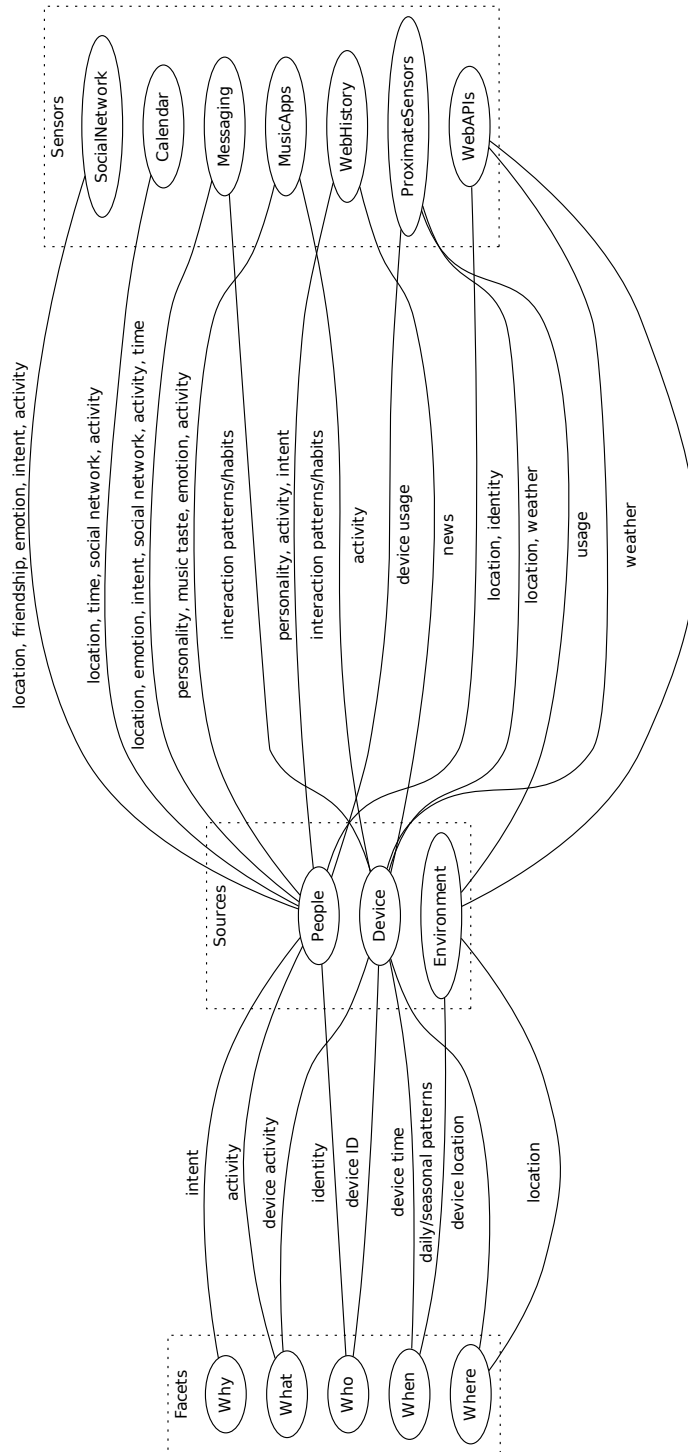 Facets
Why
What
Who
When
Where
intent
activity
device activity
identity
device ID
device time
daily/seasonal patterns
device location
location
Sources
People
Device
Environment
location, friendship, emotion, intent, activity
location, time, social network, activity
location, emotion, intent, social network, activity, time
personality, music taste, emotion, activity
interaction patterns/habits
personality, activity, intent
interaction patterns/habits
activity
device usage
news
location, identity
location, weather
usage
weather
Sensors
SocialNetwork
Calendar
Messaging
MusicApps
WebHistory
ProximateSensors
WebAPIs